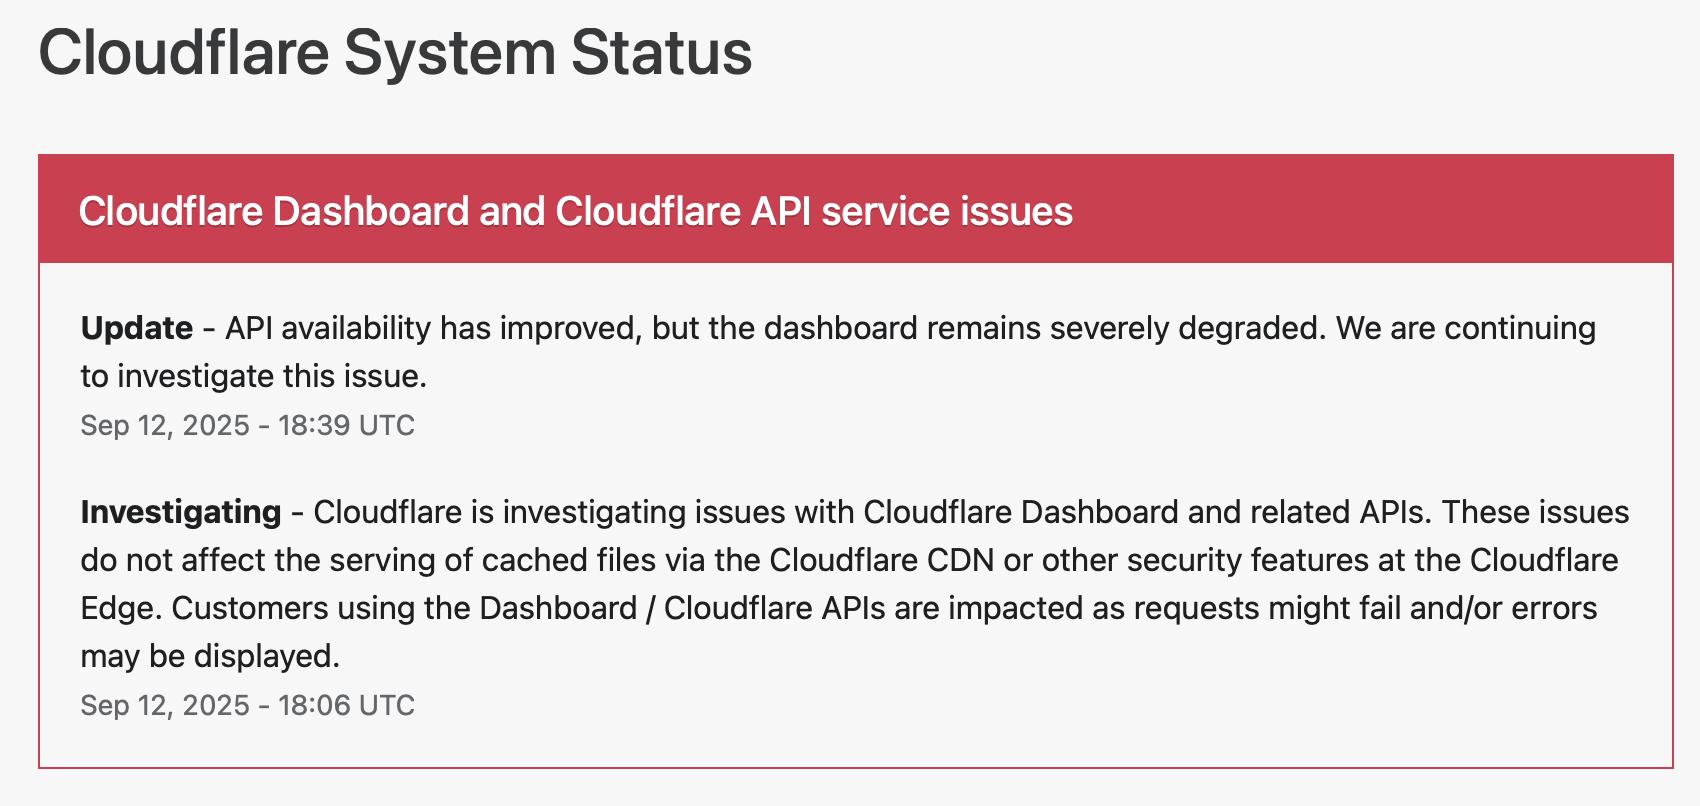 Cloudflare System Status
Cloudflare Dashboard and Cloudflare API service issues
Update - API availability has improved, but the dashboard remains severely degraded. We are continuing
to investigate this issue.
Sep 12, 2025 - 18:39 UTC
Investigating - Cloudflare is investigating issues with Cloudflare Dashboard and related APIs. These issues
do not affect the serving of cached files via the Cloudflare CDN or other security features at the Cloudflare
Edge. Customers using the Dashboard / Cloudflare APIs are impacted as requests might fail and/or errors
may be displayed.
Sep 12, 2025 - 18:06 UTC